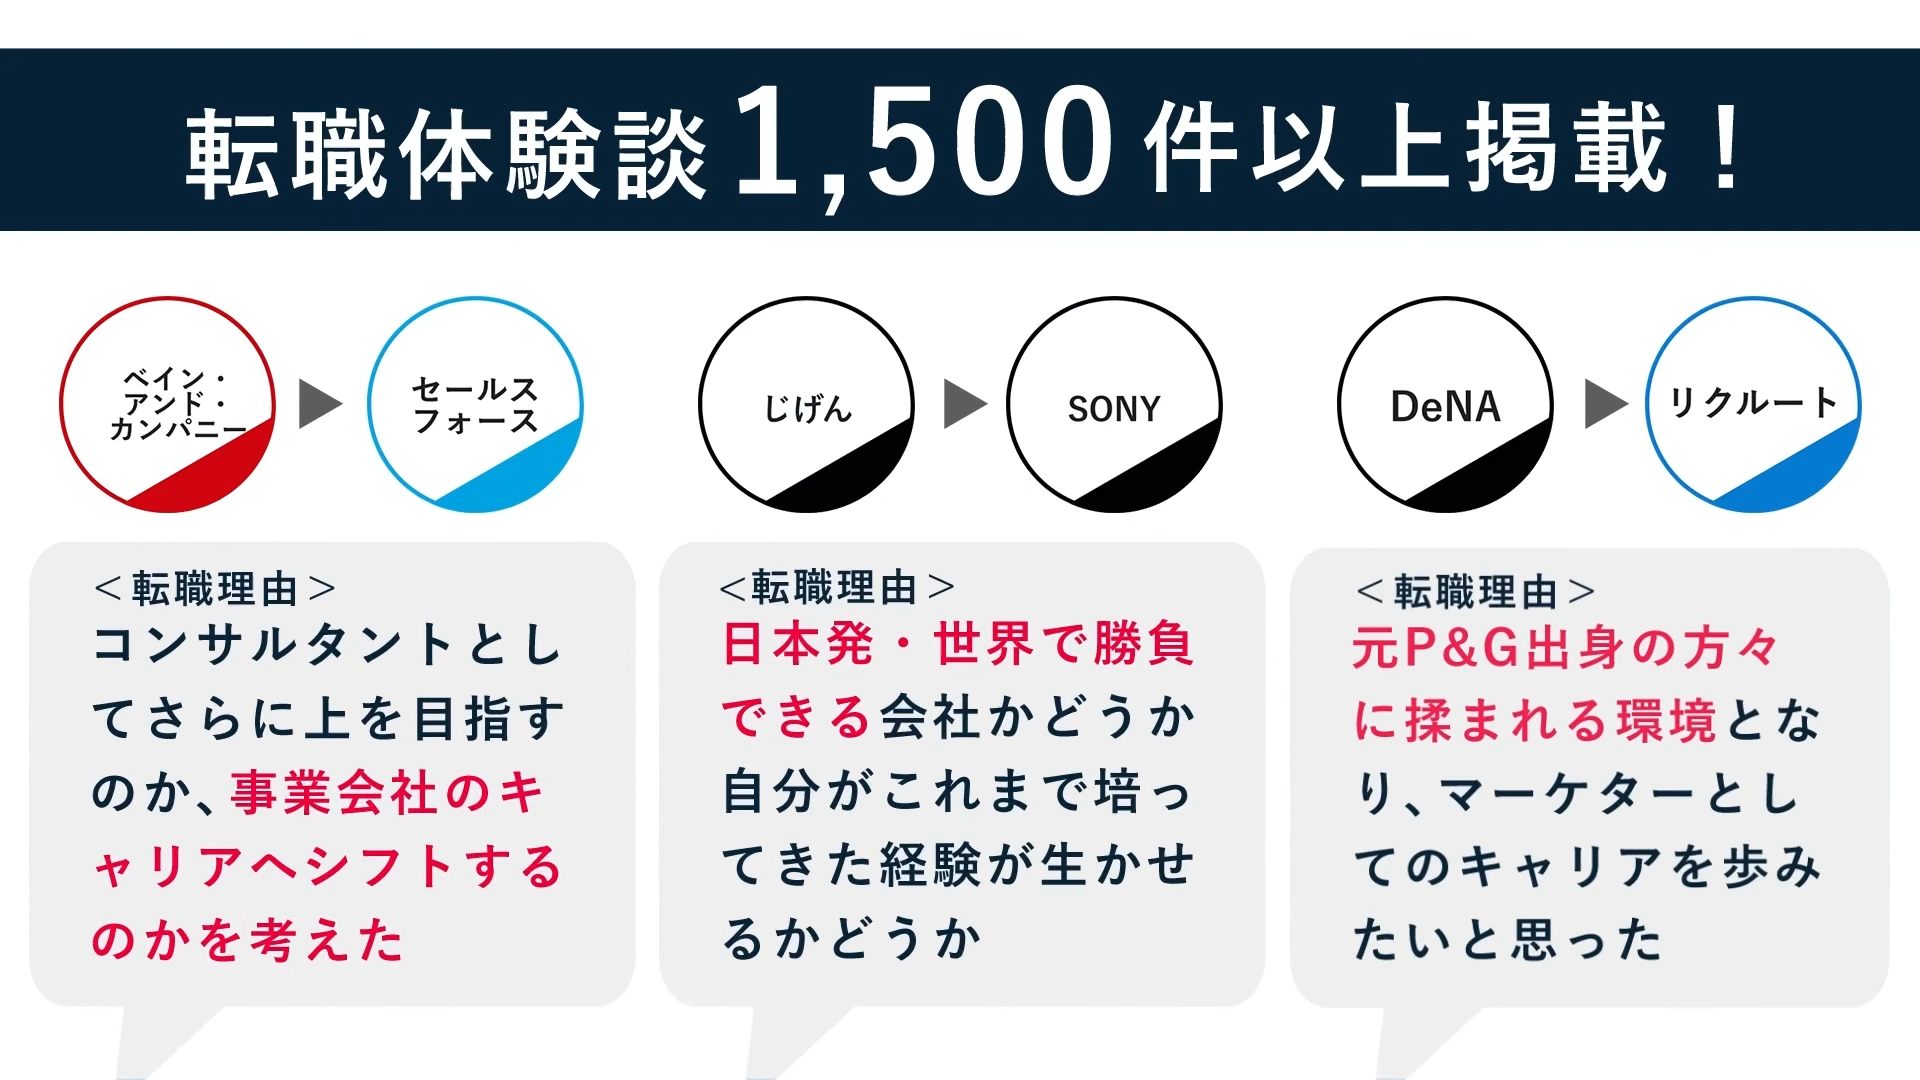 転職体験談1,500件以上掲載！
ベイン・
アンド・
カンパニー
セールス
フォース
じげん
SONY
DeNA
リクルート
＜転職理由＞
コンサルタントとし
てさらに上を目指す
のか、事業会社のキ
ャリアへシフトする
のかを考えた
＜転職理由＞
日本発・世界で勝負
できる会社かどうか
自分がこれまで培っ
てきた経験が生かせ
るかどうか
＜転職理由＞
元P&G出身の方々
に揉まれる環境とな
り、マーケターとし
てのキャリアを歩み
たいと思った